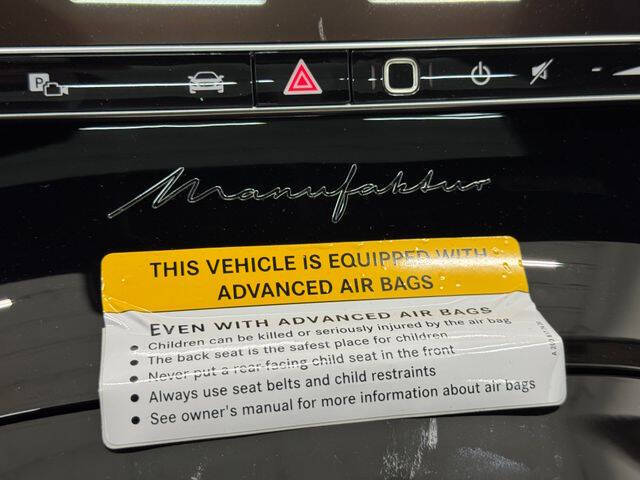 P
Manufaktur
THIS VEHICLE IS EQUIPPED WITH
ADVANCED AIR BAGS
EVEN WITH ADVANCED AIR BAGS
• Children can be killed or seriously injured by the air bag
• The back seat is the safest place for children
• Never put a rear-facing child seat in the front
• Always use seat belts and child restraints
• See owner's manual for more information about air bags